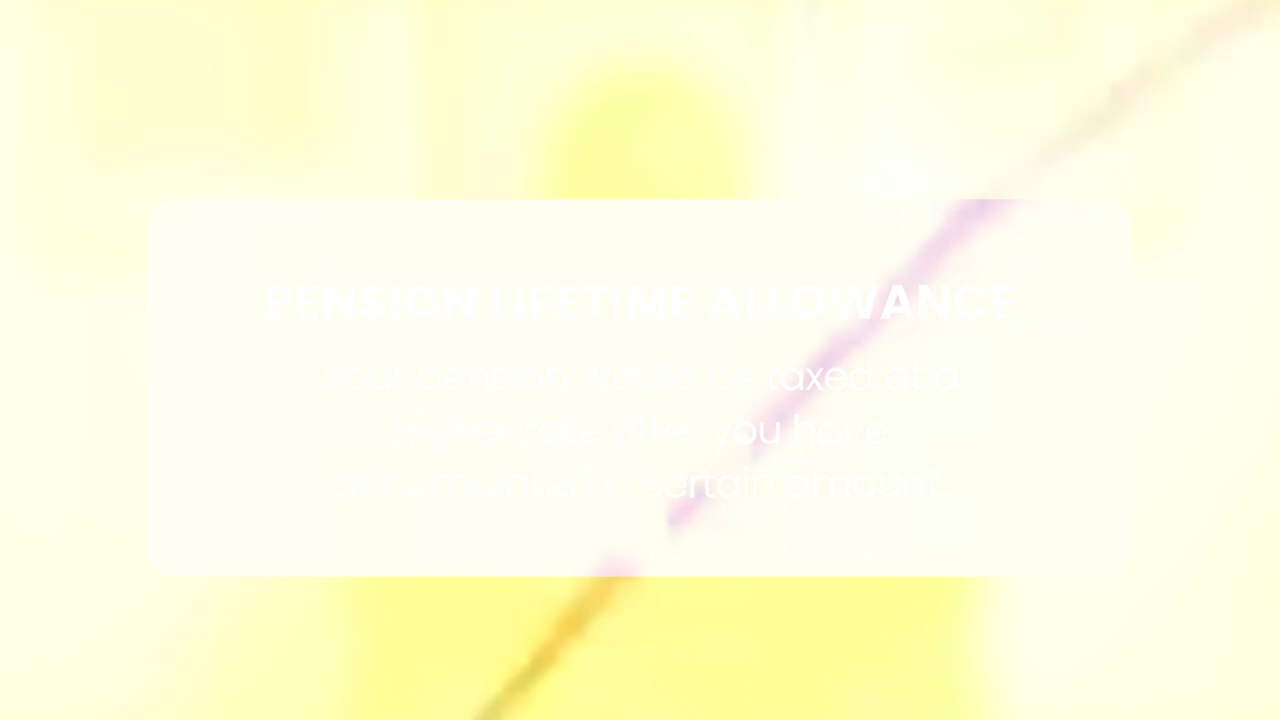 PENSION LIFETIME ALLOWANCE
Your pension would be taxed at a
higher rate after you have
accumulated a certain amount.